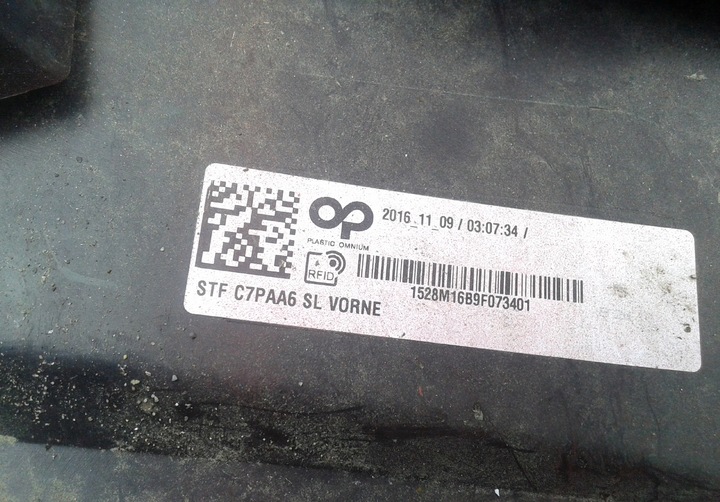 2016_11_09 / 03:07:34 /
PLASTIC OMNIUM
RFID
1528M16B9F073401
STF C7PAA6 SL VORNE